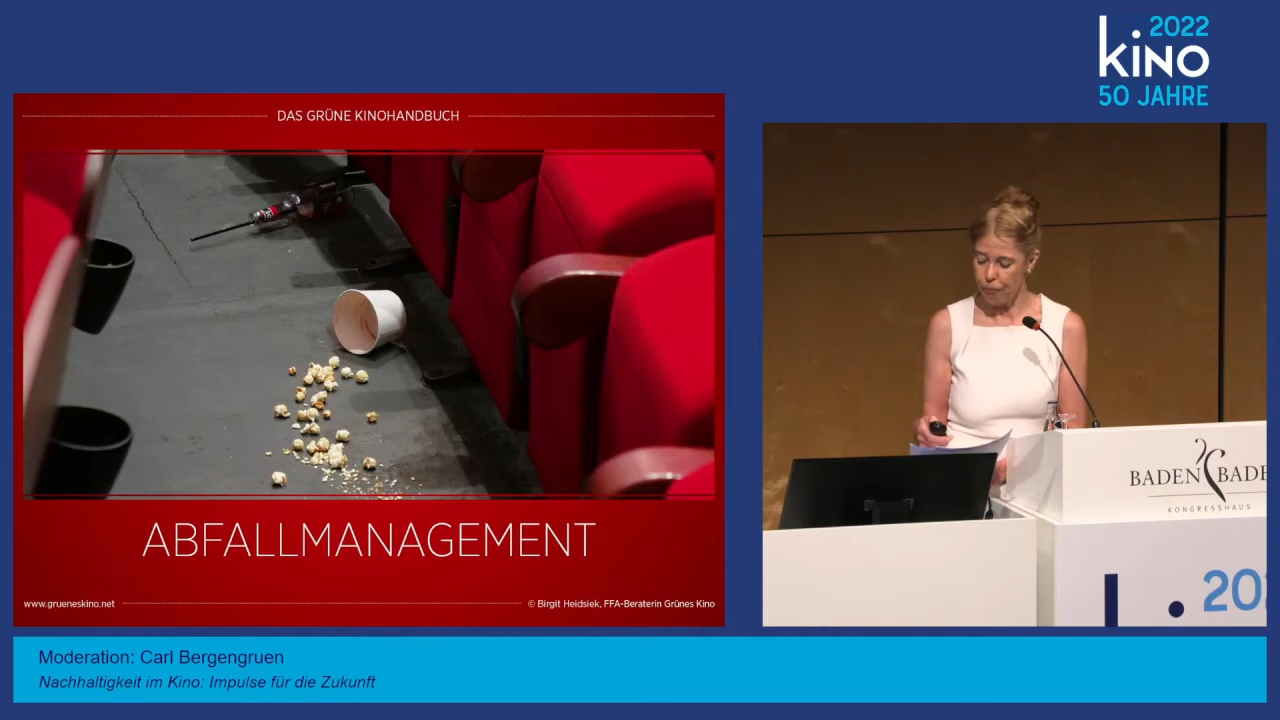 2022
kino
50 JAHRE
DAS GRÜNE KINOHANDBUCH
ABFALLMANAGEMENT
www.grueneskino.net
© Birgit Heidsiek, FFA-Beraterin Grünes Kino
BADEN BADE
KONGRESSHAUS
20
Moderation: Carl Bergengruen
Nachhaltigkeit im Kino: Impulse für die Zukunft